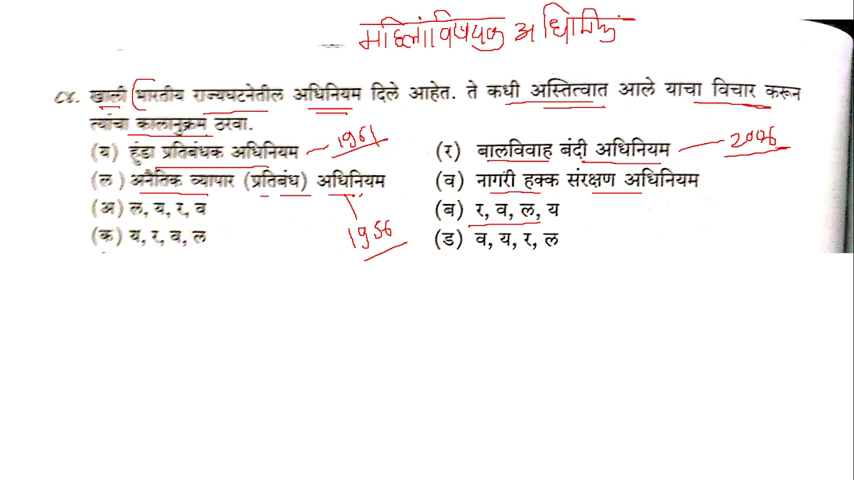 महिलांविषयक अधिनियम
८४. खाली (भारतीय राज्यघटनेतील अधिनियम दिले आहेत. ते कधी अस्तित्वात आले याचा विचार करून
त्यांचा कालानुक्रम ठरवा.
(य) हुंडा प्रतिबंधक अधिनियम 1961
(र) बालविवाह बंदी अधिनियम 2006
(ल) अनैतिक व्यापार (प्रतिबंध) अधिनियम 1956
(व) नागरी हक्क संरक्षण अधिनियम
(अ) ल, य, र, व
(ब) र, व, ल, य
(क) य, र, व, ल
(ड) व, य, र, ल